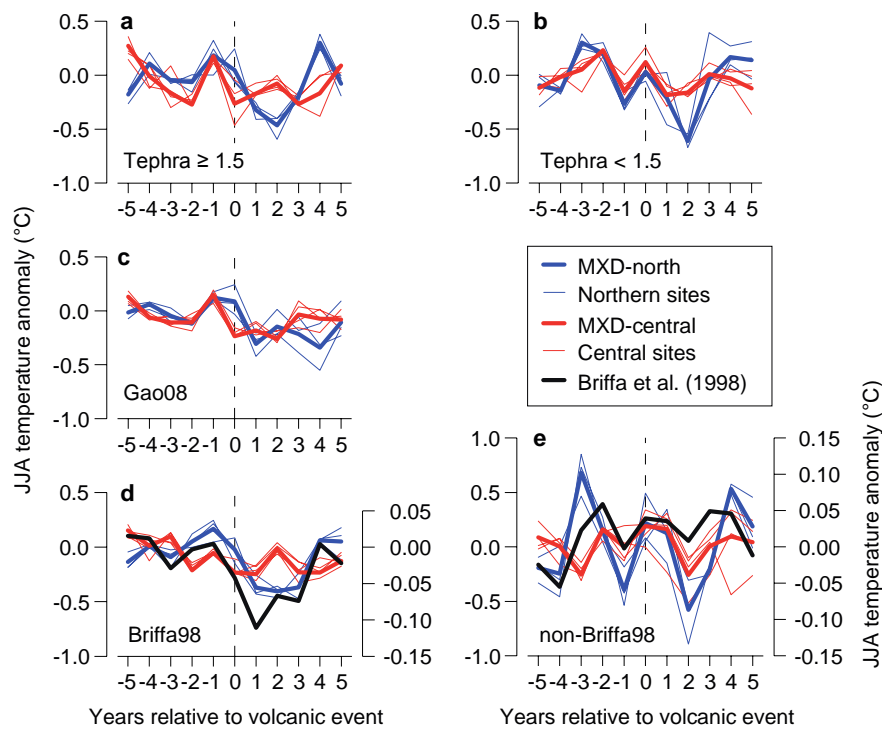 a
0.5
0.0
-0.5
-1.0
Tephra ≥ 1.5
-5 -4 -3 -2 -1 0 1 2 3 4 5
b
0.5
0.0
-0.5
-1.0
Tephra < 1.5
-5 -4 -3 -2 -1 0 1 2 3 4 5
JJA temperature anomaly (°C)
c
0.5
0.0
-0.5
-1.0
Gao08
-5 -4 -3 -2 -1 0 1 2 3 4 5
MXD-north
Northern sites
MXD-central
Central sites
Briffa et al. (1998)
d
0.5
0.0
-0.5
-1.0
0.05
0.00
-0.05
-0.10
-0.15
Briffa98
-5 -4 -3 -2 -1 0 1 2 3 4 5
Years relative to volcanic event
e
1.0
0.5
0.0
-0.5
-1.0
0.15
0.10
0.05
0.00
-0.05
-0.10
-0.15
non-Briffa98
-5 -4 -3 -2 -1 0 1 2 3 4 5
Years relative to volcanic event
JJA temperature anomaly (°C)